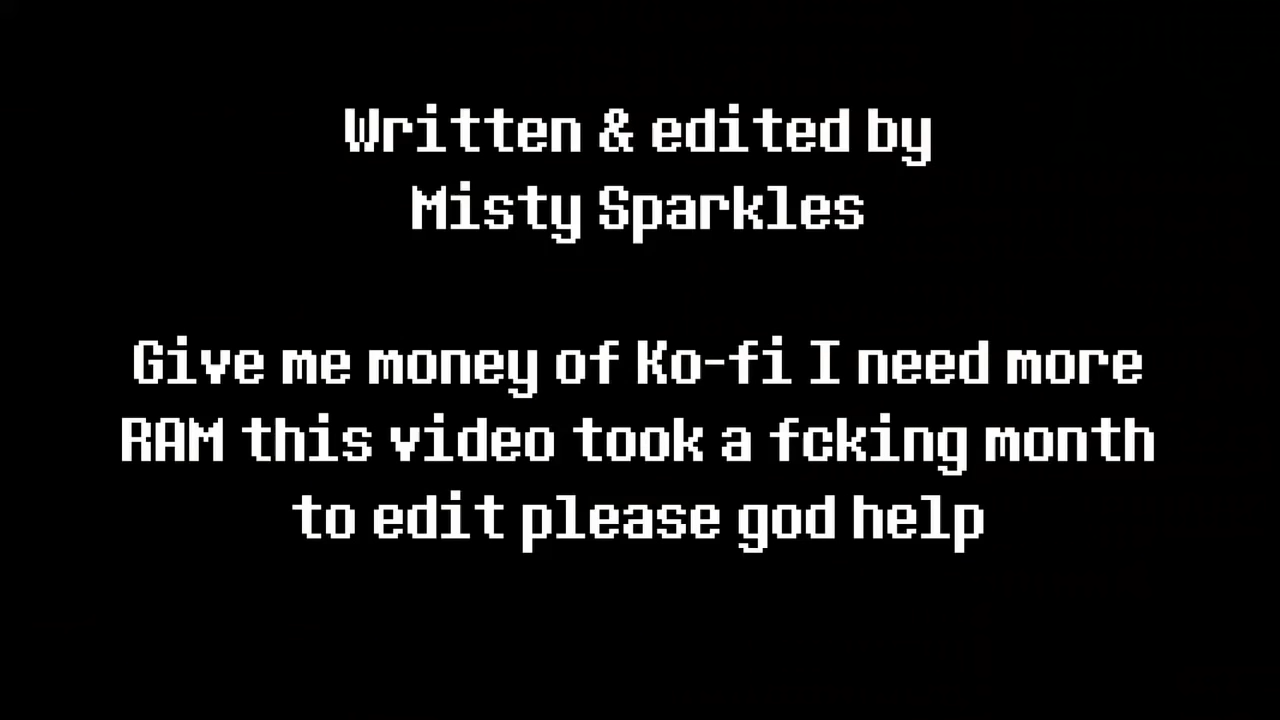 Written & edited by
Misty Sparkles
Give me money of Ko-fi I need more
RAM this video took a fcking month
to edit please god help